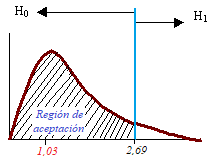 H0 H1
Región de
aceptación
1,03 2,69